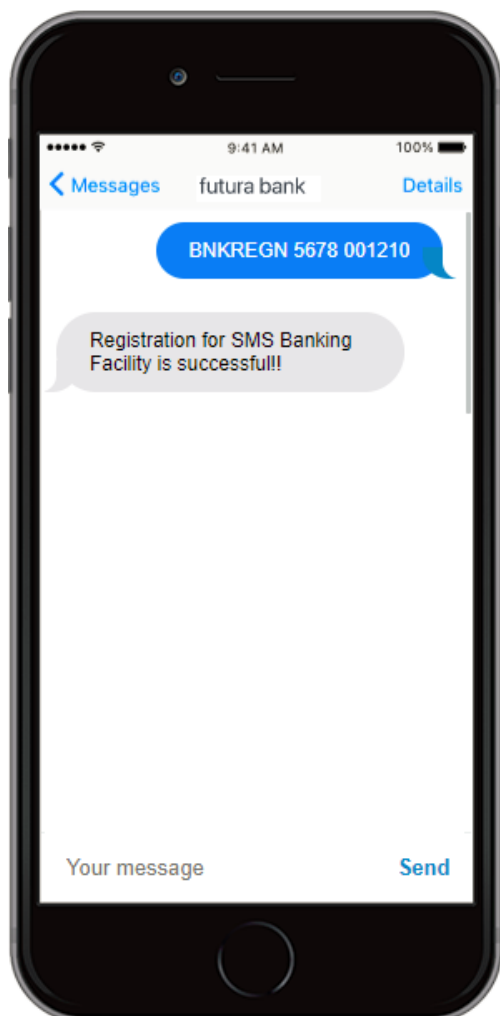 9:41 AM 100%
Messages futura bank Details
BNKREGN 5678 001210
Registration for SMS Banking
Facility is successful!!
Your message Send